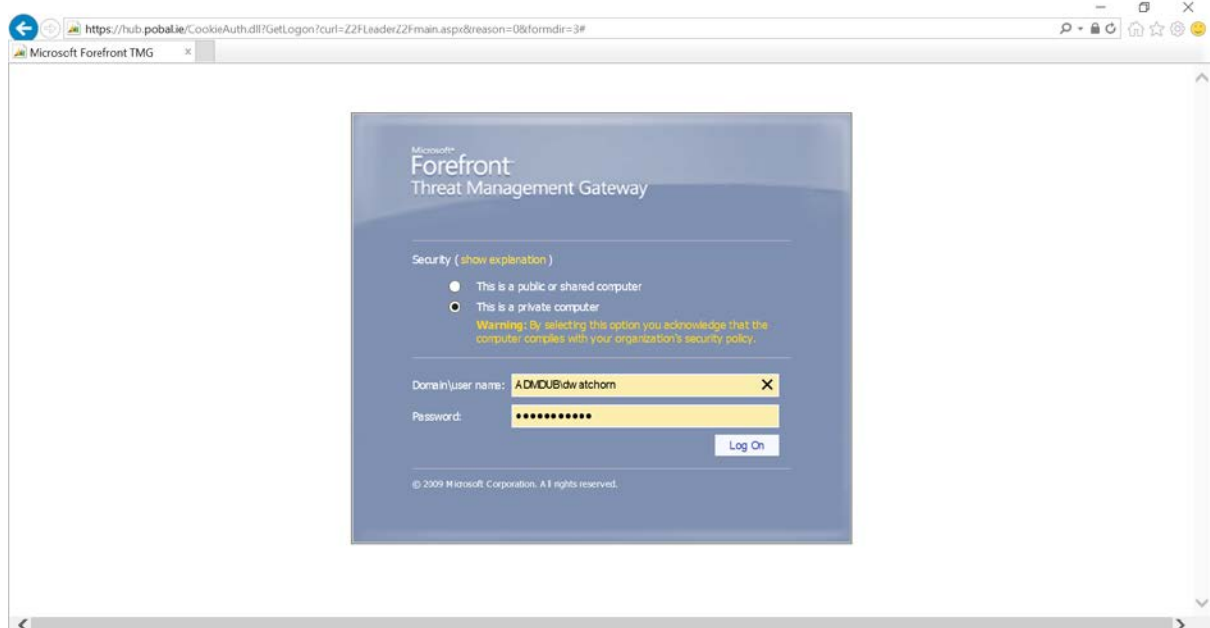 https://hub.pobal.ie/CookieAuth.dll?GetLogon?curl=Z2FLeaderZ2Fmain.aspx&reason=0&formdir=3#
Microsoft Forefront TMG
Microsoft®
Forefront™
Threat Management Gateway
Security ( show explanation )
This is a public or shared computer
This is a private computer
Warning: By selecting this option you acknowledge that the
computer complies with your organization's security policy.
Domain\user name: ADMDUB\dwatchorn
Password: •••••••••••
Log On
© 2009 Microsoft Corporation. All rights reserved.